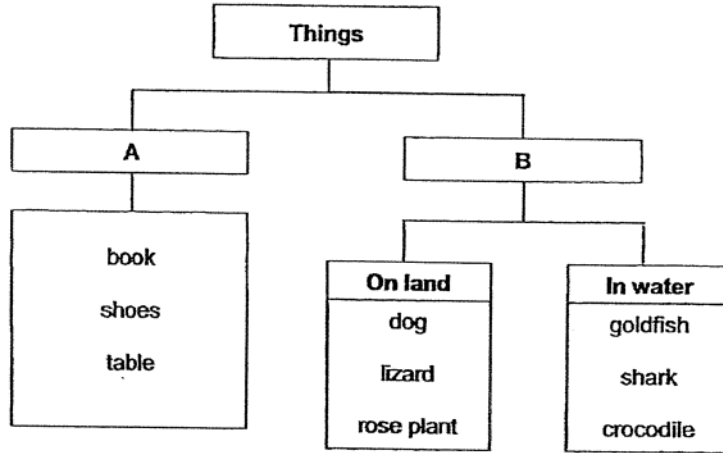 Things
A
B
book
shoes
table
On land
dog
lizard
rose plant
In water
goldfish
shark
crocodile